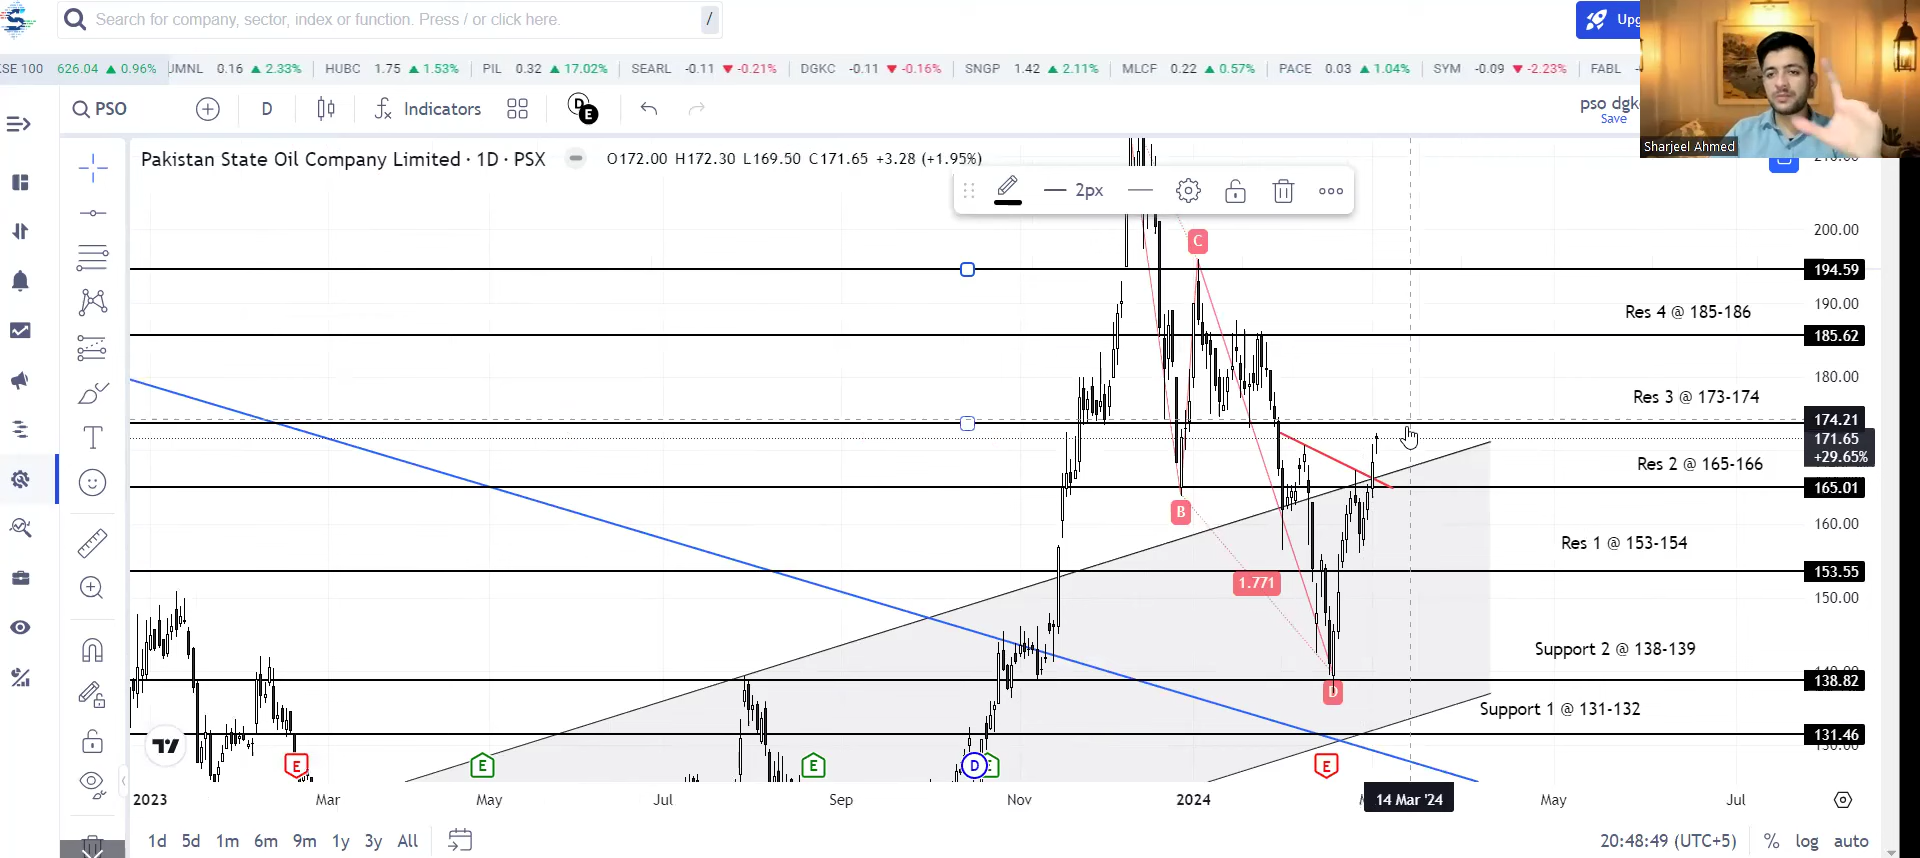 Search for company, sector, index or function. Press / or click here.
/
Upg
KSE 100 626.04 ▲ 0.96% JMNL 0.16 ▲ 2.33% HUBC 1.75 ▲ 1.53% PIL 0.32 ▲ 17.02% SEARL -0.11 ▼ -0.21% DGKC -0.11 ▼ -0.16% SNGP 1.42 ▲ 2.11% MLCF 0.22 ▲ 0.57% PACE 0.03 ▲ 1.04% SYM -0.09 ▼ -2.23% FABL
PSO D Indicators D E pso dgk
Save
Sharjeel Ahmed
Pakistan State Oil Company Limited · 1D · PSX O172.00 H172.30 L169.50 C171.65 +3.28 (+1.95%)
2px
200.00
C
194.59
190.00
Res 4 @ 185-186
185.62
180.00
Res 3 @ 173-174
174.21
171.65
+29.65%
Res 2 @ 165-166
165.01
B
160.00
Res 1 @ 153-154
153.55
1.771
150.00
Support 2 @ 138-139
138.82
D
Support 1 @ 131-132
131.46
E E E D E E
2023 Mar May Jul Sep Nov 2024 14 Mar '24 May Jul
1d 5d 1m 6m 9m 1y 3y All 20:48:49 (UTC+5) % log auto